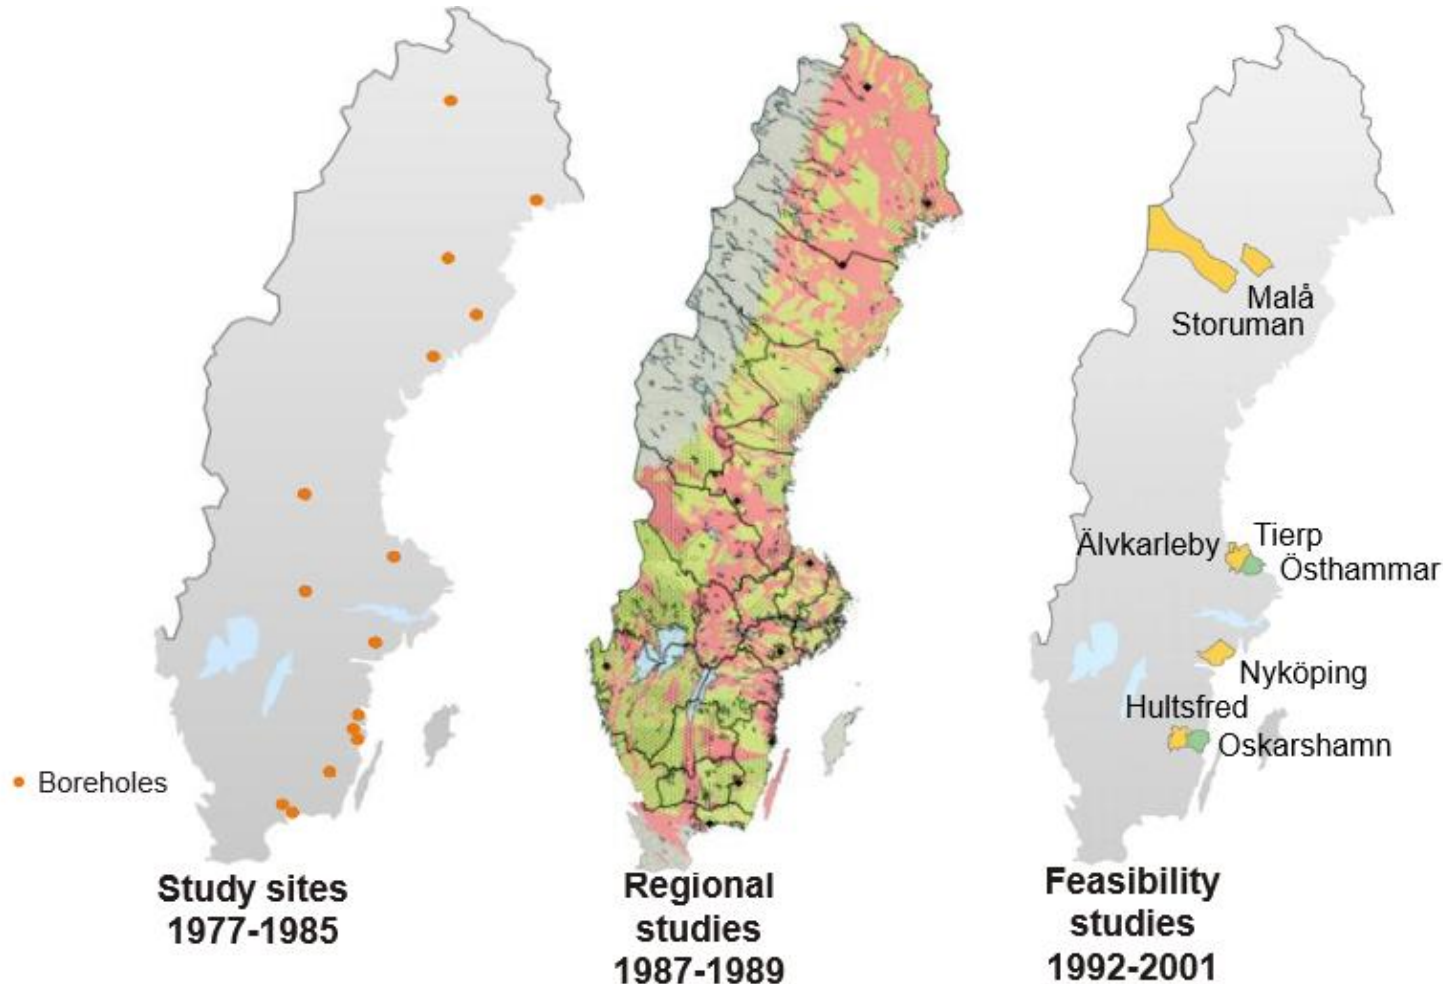 Boreholes
Study sites
1977-1985
Regional
studies
1987-1989
Malå
Storuman
Älvkarleby
Tierp
Östhammar
Nyköping
Hultsfred
Oskarshamn
Feasibility
studies
1992-2001